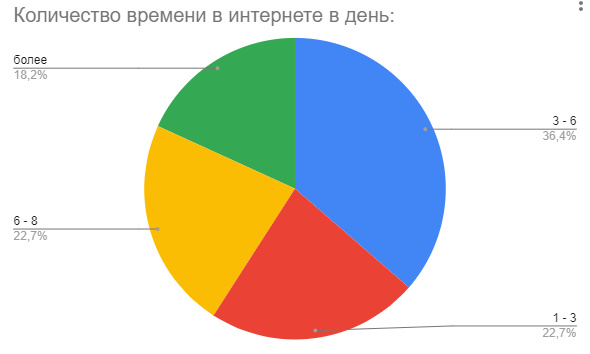 Количество времени в интернете в день:
более
18,2%
3 - 6
36,4%
6 - 8
22,7%
1 - 3
22,7%